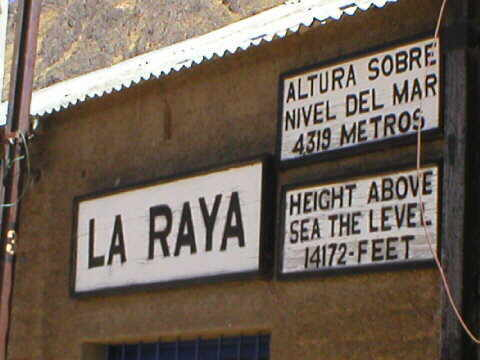 ALTURA SOBRE
NIVEL DEL MAR
4319 METROS
LA RAYA
HEIGHT ABOVE
SEA THE LEVEL
14172-FEET